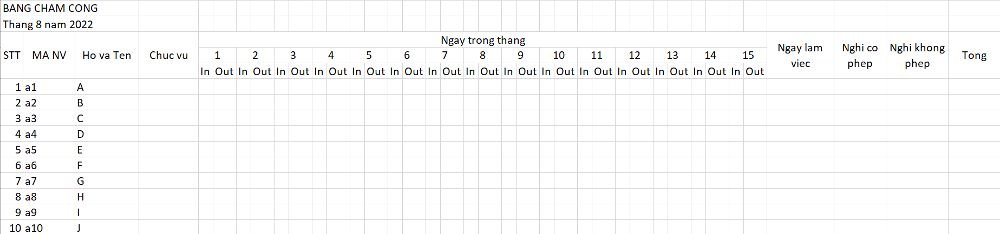 BANG CHAM CONG
Thang 8 nam 2022
STT MA NV Ho va Ten Chuc vu Ngay trong thang Ngay lam viec Nghi co phep Nghi khong phep Tong
1 2 3 4 5 6 7 8 9 10 11 12 13 14 15
In Out In Out In Out In Out In Out In Out In Out In Out In Out In Out In Out In Out In Out In Out In Out
1 a1 A
2 a2 B
3 a3 C
4 a4 D
5 a5 E
6 a6 F
7 a7 G
8 a8 H
9 a9 I
10 a10 J